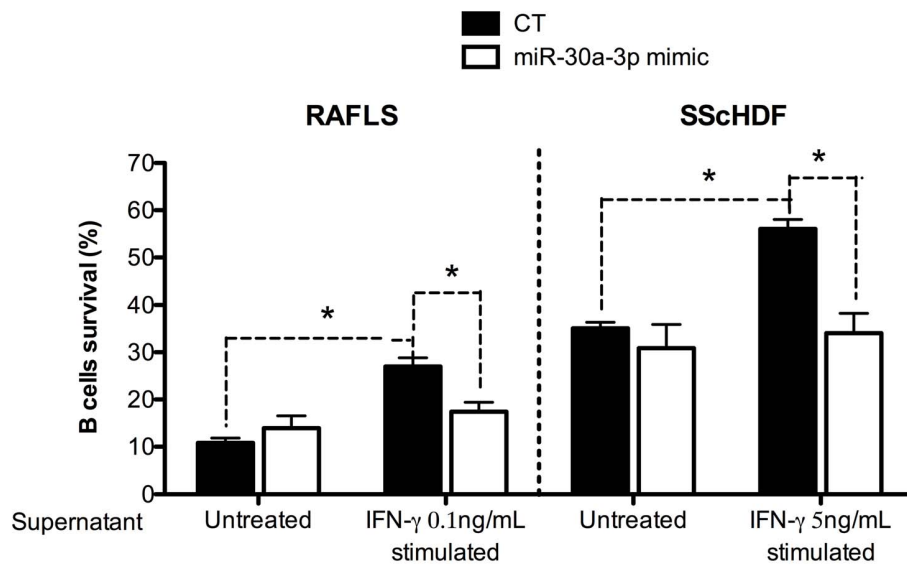 CT
miR-30a-3p mimic
RAFLS
SScHDF
B cells survival (%)
70
60
50
40
30
20
10
0
*
*
*
*
Supernatant
Untreated
IFN-γ 0.1ng/mL
stimulated
Untreated
IFN-γ 5ng/mL
stimulated